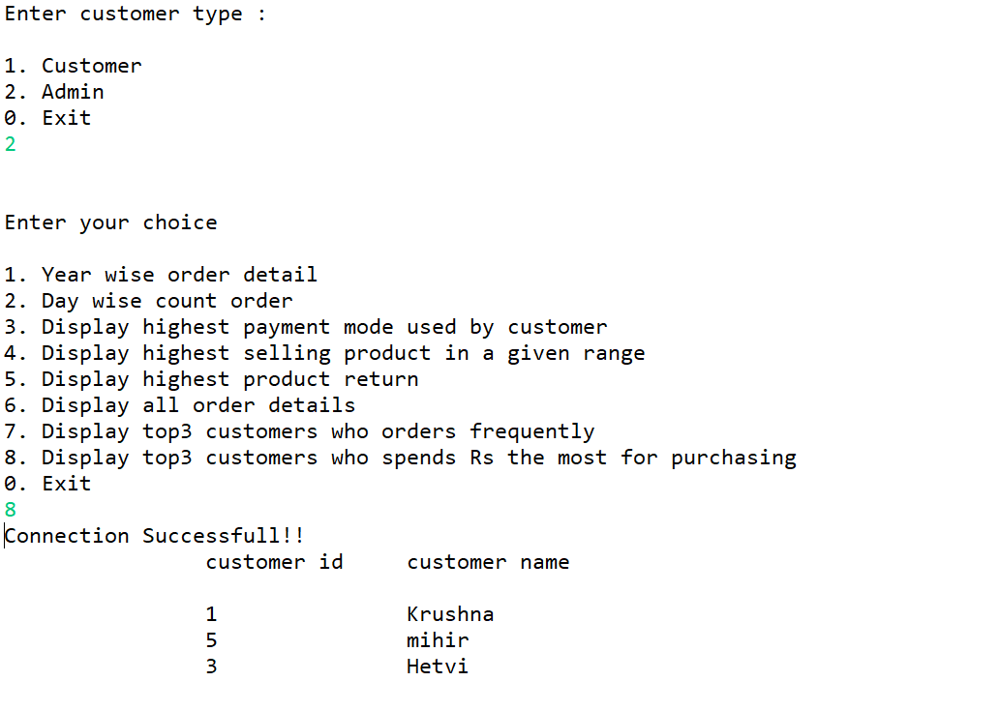 Enter customer type :
1. Customer
2. Admin
0. Exit
2
Enter your choice
1. Year wise order detail
2. Day wise count order
3. Display highest payment mode used by customer
4. Display highest selling product in a given range
5. Display highest product return
6. Display all order details
7. Display top3 customers who orders frequently
8. Display top3 customers who spends Rs the most for purchasing
0. Exit
8
Connection Successfull!!
customer id customer name
1 Krushna
5 mihir
3 Hetvi